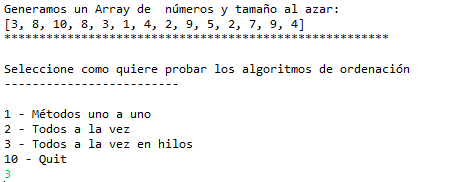 Generamos un Array de  números y tamaño al azar:
[3, 8, 10, 8, 3, 1, 4, 2, 9, 5, 2, 7, 9, 4]
*******************************************************
Seleccione como quiere probar los algoritmos de ordenación
-------------------------
1 - Métodos uno a uno
2 - Todos a la vez
3 - Todos a la vez en hilos
10 - Quit
3